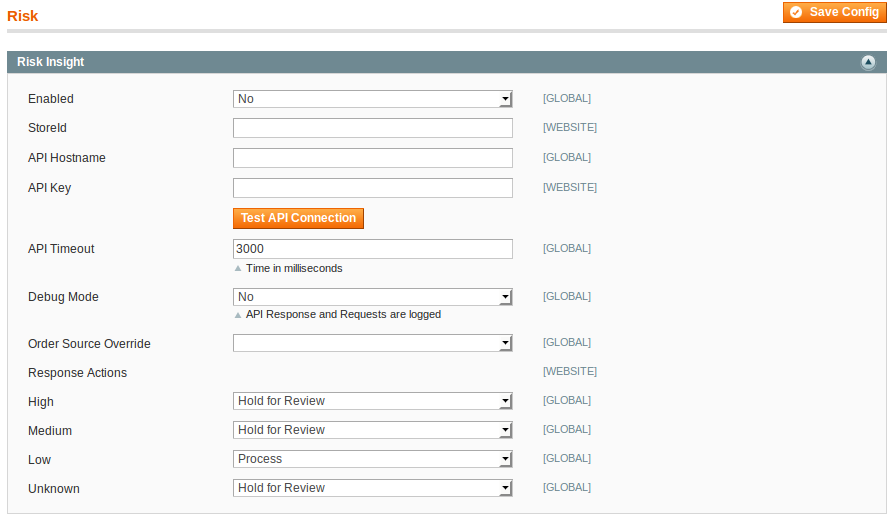 Risk
Save Config
Risk Insight
Enabled No [GLOBAL]
StoreId [WEBSITE]
API Hostname [GLOBAL]
API Key [WEBSITE]
Test API Connection
API Timeout 3000 [GLOBAL]
Time in milliseconds
Debug Mode No [GLOBAL]
API Response and Requests are logged
Order Source Override [GLOBAL]
Response Actions [WEBSITE]
High Hold for Review [GLOBAL]
Medium Hold for Review [GLOBAL]
Low Process [GLOBAL]
Unknown Hold for Review [GLOBAL]